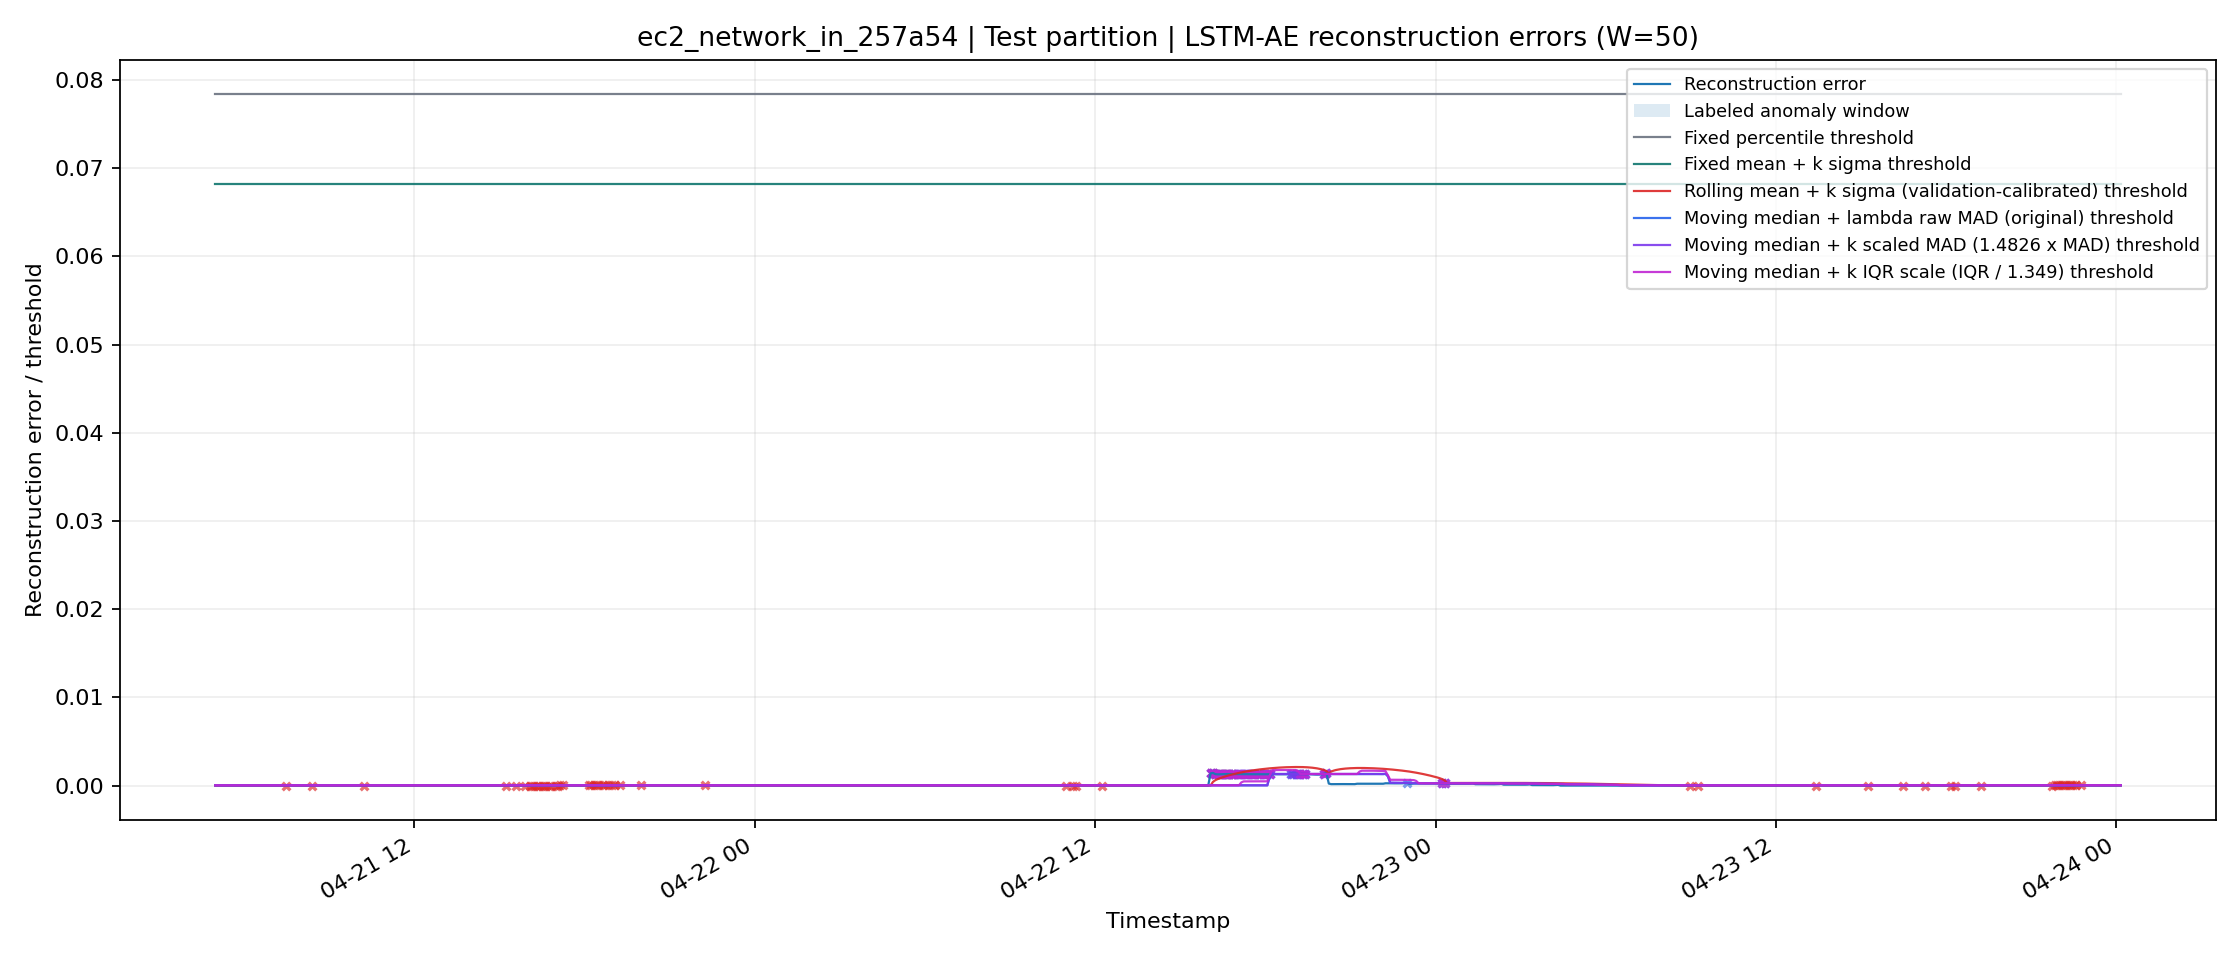 ec2_network_in_257a54 | Test partition | LSTM-AE reconstruction errors (W=50)
Reconstruction error
Labeled anomaly window
Fixed percentile threshold
Fixed mean + k sigma threshold
Rolling mean + k sigma (validation-calibrated) threshold
Moving median + lambda raw MAD (original) threshold
Moving median + k scaled MAD (1.4826 x MAD) threshold
Moving median + k IQR scale (IQR / 1.349) threshold
Reconstruction error / threshold
0.08
0.07
0.06
0.05
0.04
0.03
0.02
0.01
0.00
04-21 12
04-22 00
04-22 12
04-23 00
04-23 12
04-24 00
Timestamp